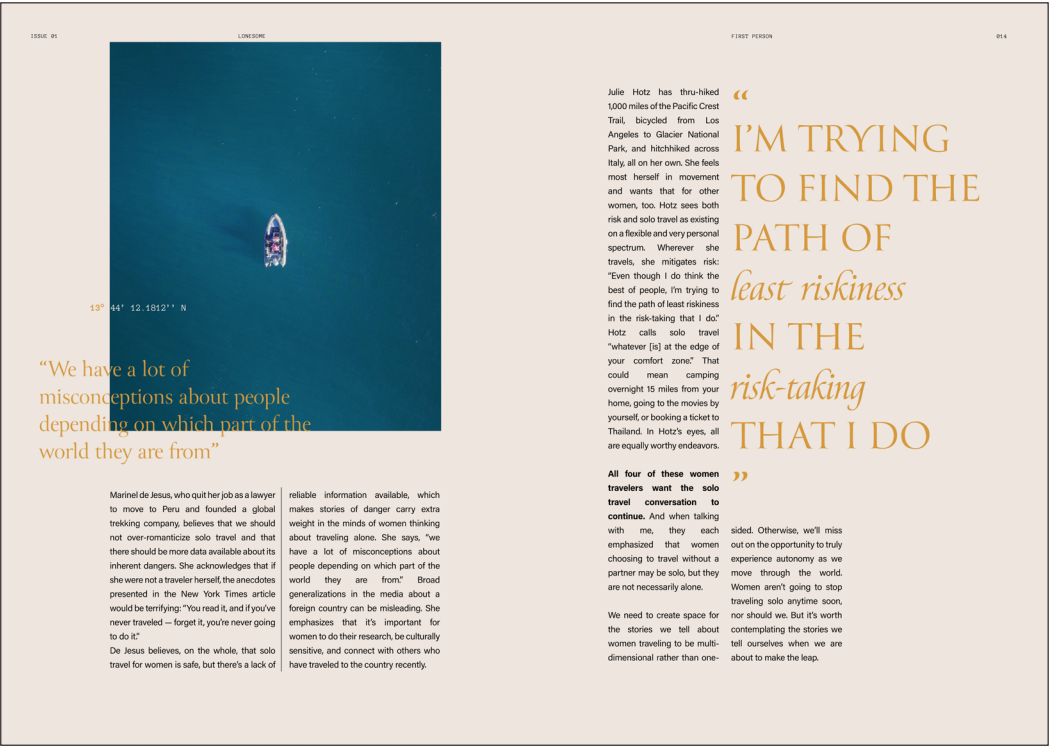 ISSUE 01
LONESOME
FIRST PERSON
014
13° 44' 12.1812'' N
“We have a lot of
misconceptions about people
depending on which part of the
world they are from”
Marinel de Jesus, who quit her job as a lawyer
to move to Peru and founded a global
trekking company, believes that we should
not over-romanticize solo travel and that
there should be more data available about its
inherent dangers. She acknowledges that if
she were not a traveler herself, the anecdotes
presented in the New York Times article
would be terrifying: “You read it, and if you’ve
never traveled — forget it, you’re never going
to do it.”
De Jesus believes, on the whole, that solo
travel for women is safe, but there’s a lack of
reliable information available, which
makes stories of danger carry extra
weight in the minds of women thinking
about traveling alone. She says, “we
have a lot of misconceptions about
people depending on which part of the
world they are from.” Broad
generalizations in the media about a
foreign country can be misleading. She
emphasizes that it’s important for
women to do their research, be culturally
sensitive, and connect with others who
have traveled to the country recently.
Julie Hotz has thru-hiked
1,000 miles of the Pacific Crest
Trail, bicycled from Los
Angeles to Glacier National
Park, and hitchhiked across
Italy, all on her own. She feels
most herself in movement
and wants that for other
women, too. Hotz sees both
risk and solo travel as existing
on a flexible and very personal
spectrum. Wherever she
travels, she mitigates risk:
“Even though I do think the
best of people, I’m trying to
find the path of least riskiness
in the risk-taking that I do.”
Hotz calls solo travel
“whatever [is] at the edge of
your comfort zone.” That
could mean camping
overnight 15 miles from your
home, going to the movies by
yourself, or booking a ticket to
Thailand. In Hotz’s eyes, all
are equally worthy endeavors.
All four of these women
travelers want the solo
travel conversation to
continue. And when talking
with me, they each
emphasized that women
choosing to travel without a
partner may be solo, but they
are not necessarily alone.
We need to create space for
the stories we tell about
women traveling to be multi-
dimensional rather than one-
“
I’M TRYING
TO FIND THE
PATH OF
least riskiness
IN THE
risk-taking
THAT I DO
”
sided. Otherwise, we’ll miss
out on the opportunity to truly
experience autonomy as we
move through the world.
Women aren’t going to stop
traveling solo anytime soon,
nor should we. But it’s worth
contemplating the stories we
tell ourselves when we are
about to make the leap.